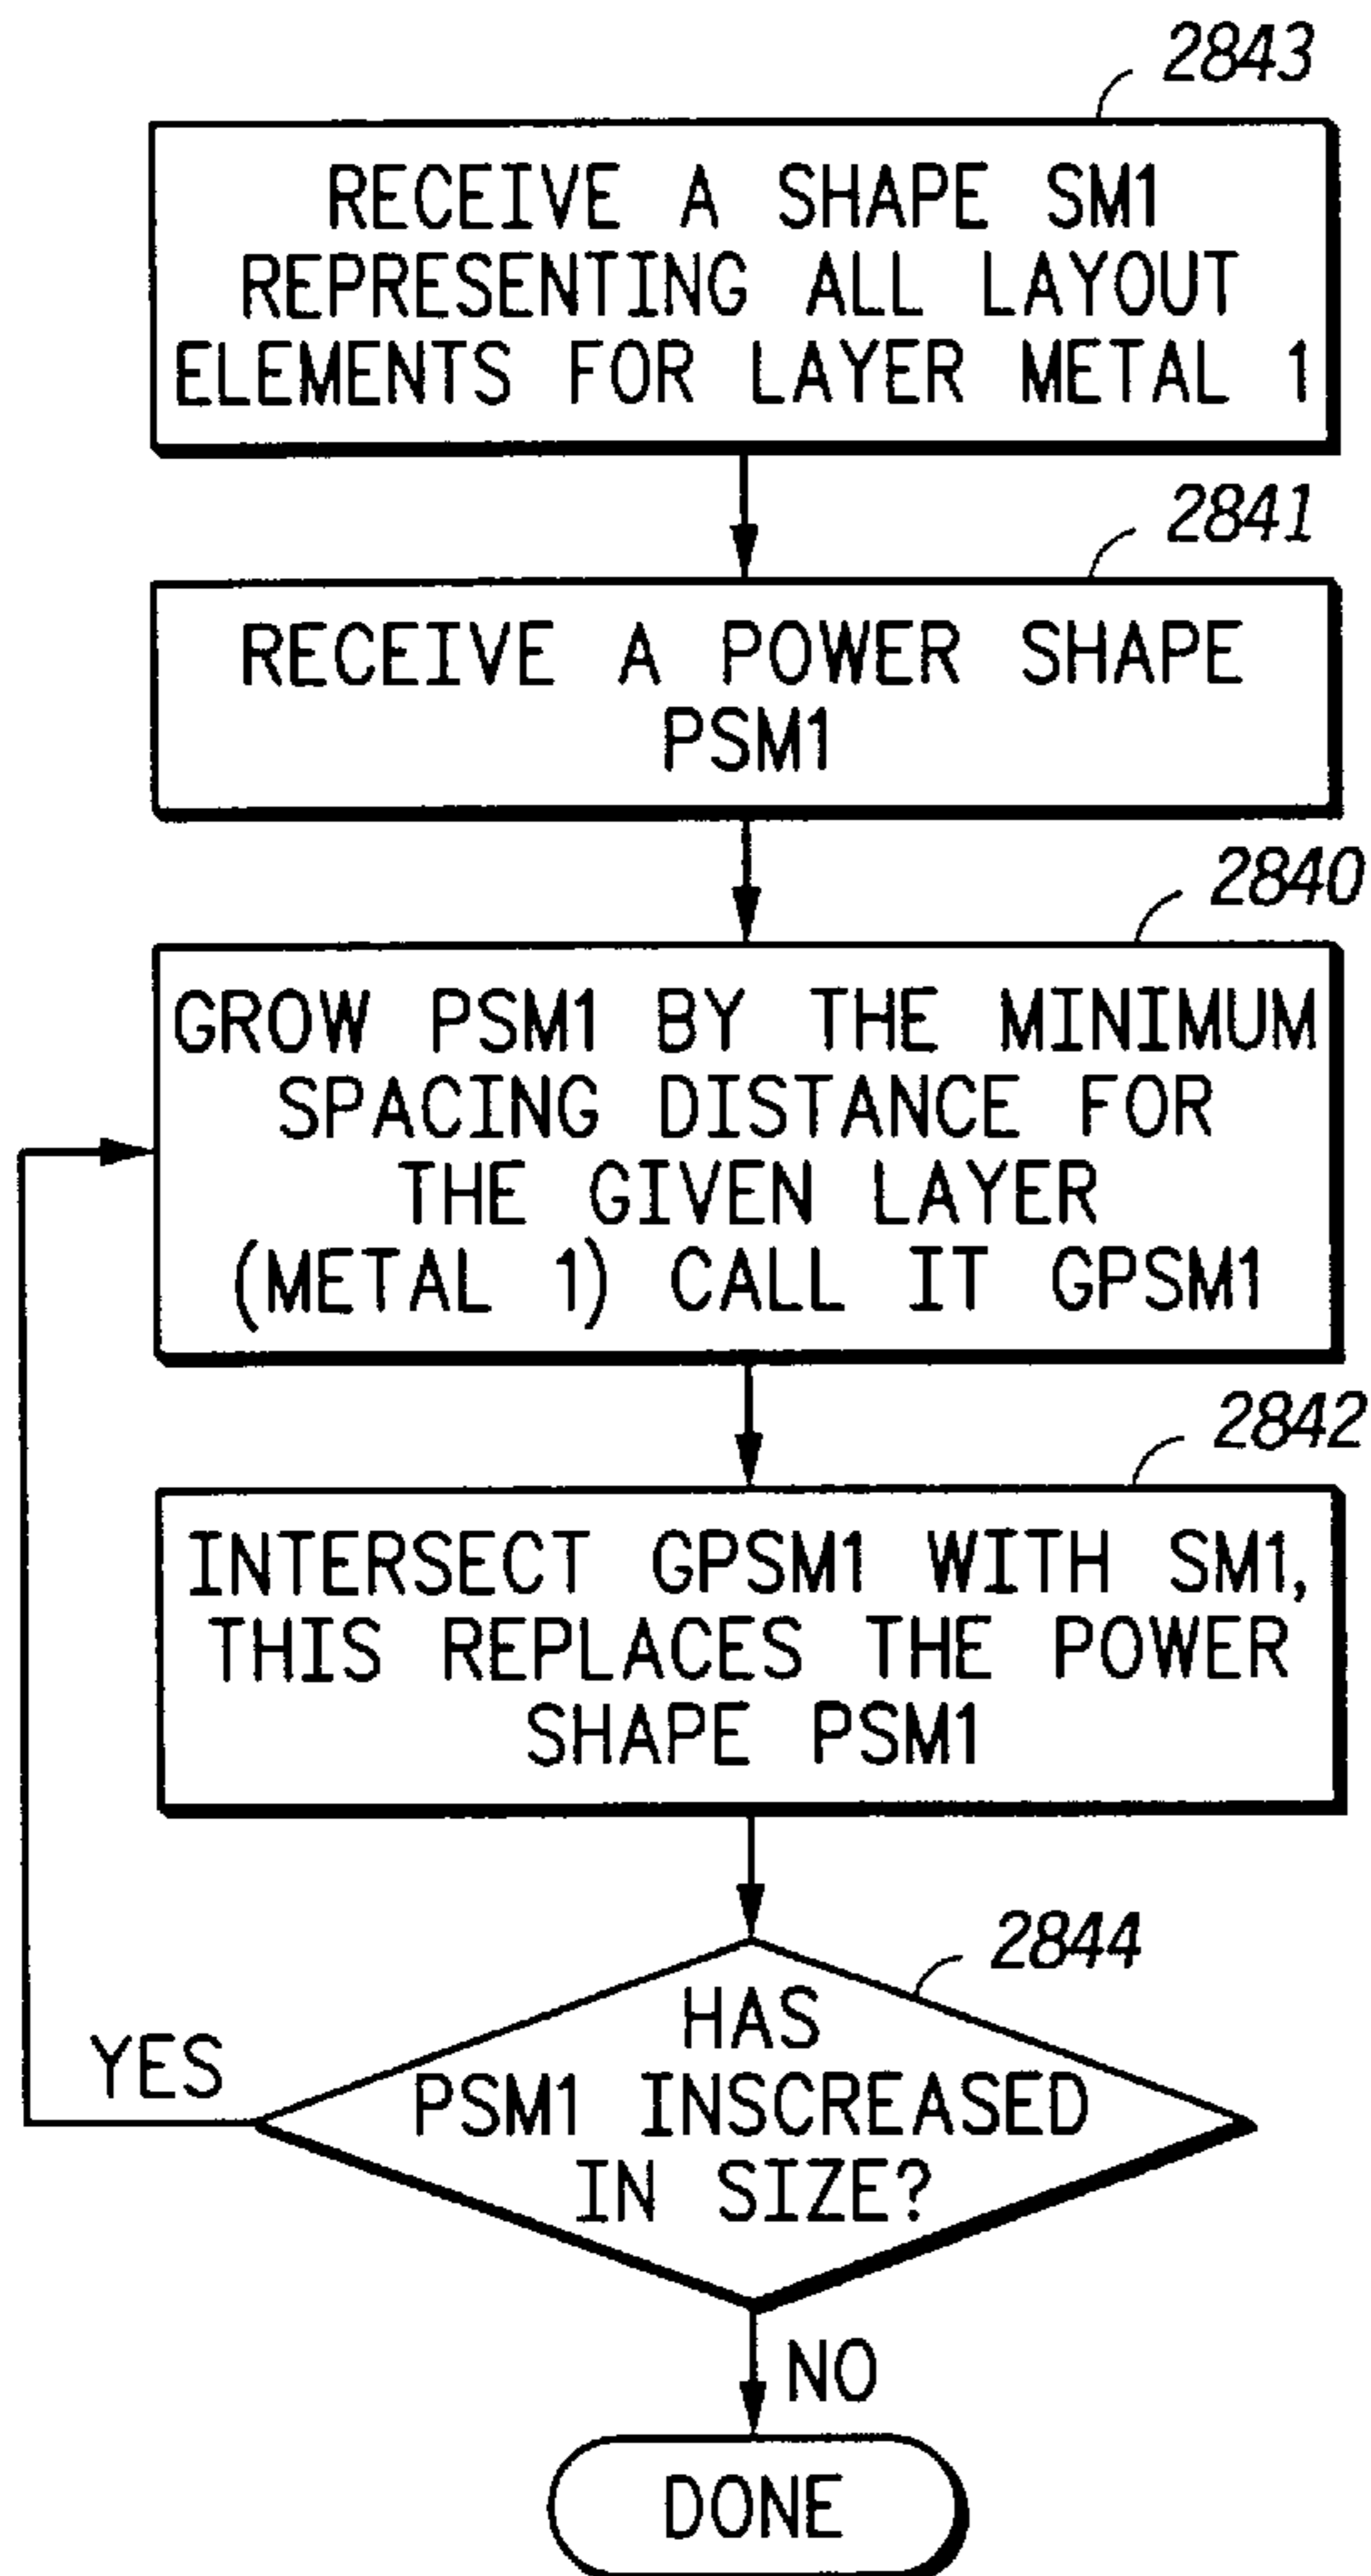 2843
RECEIVE A SHAPE SM1
REPRESENTING ALL LAYOUT
ELEMENTS FOR LAYER METAL 1
2841
RECEIVE A POWER SHAPE
PSM1
2840
GROW PSM1 BY THE MINIMUM
SPACING DISTANCE FOR
THE GIVEN LAYER
(METAL 1) CALL IT GPSM1
2842
INTERSECT GPSM1 WITH SM1,
THIS REPLACES THE POWER
SHAPE PSM1
2844
HAS
PSM1 INSCREASED
IN SIZE?
YES
NO
DONE